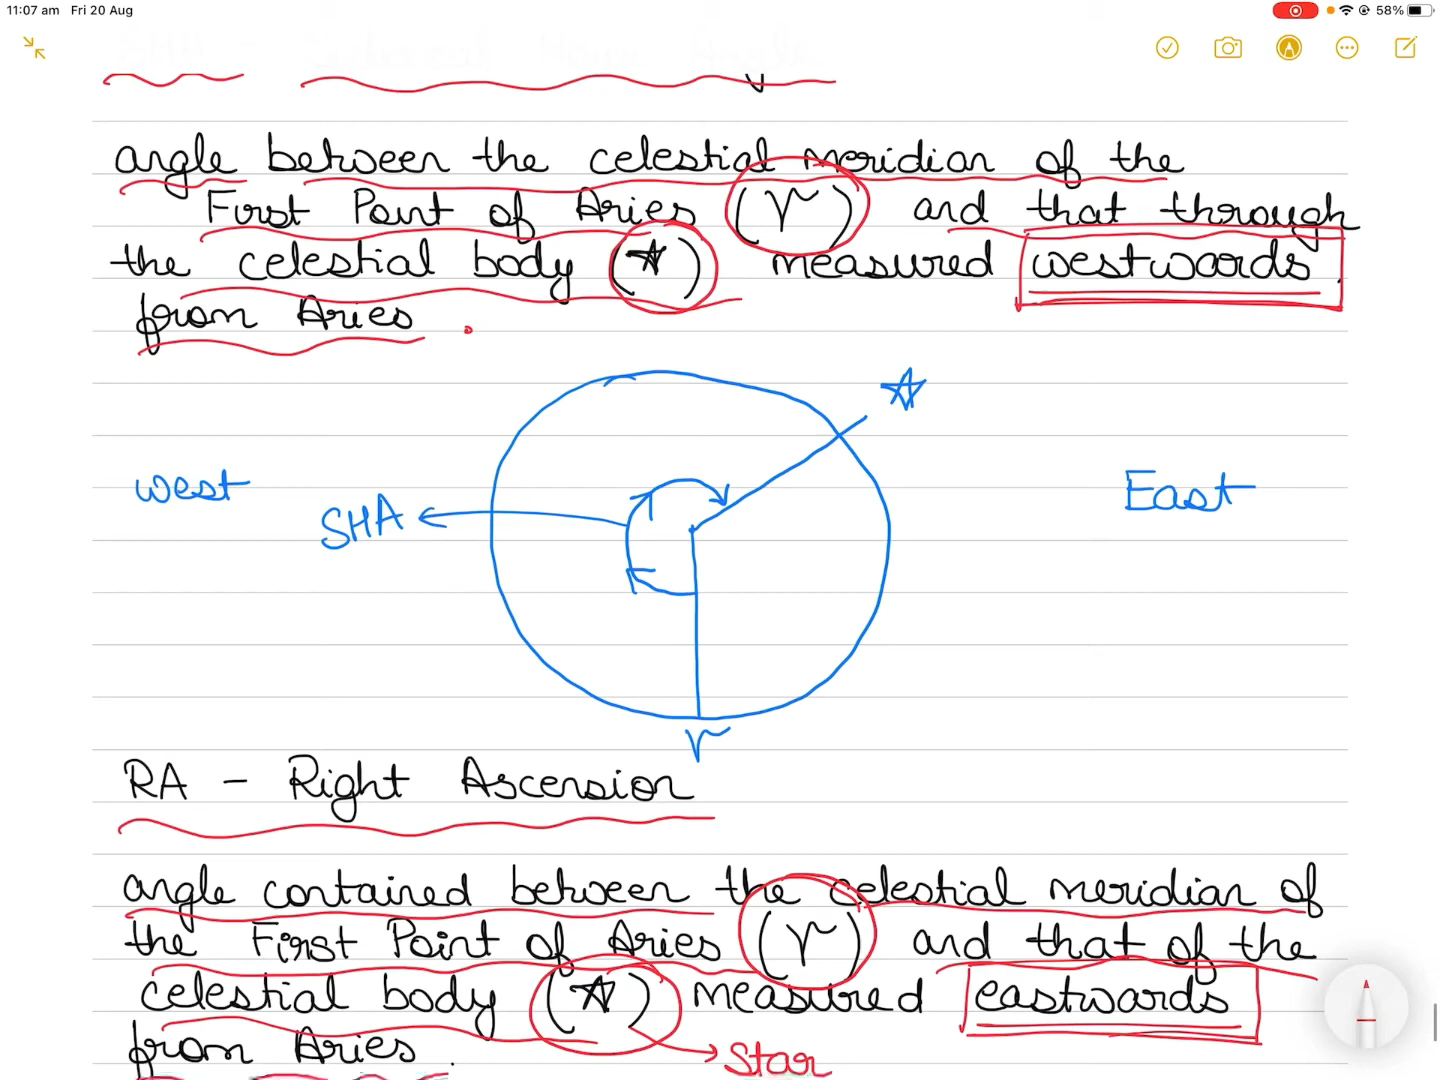 11:07 am Fri 20 Aug 58%
angle between the celestial meridian of the
First Point of Aries (♈) and that through
the celestial body (☆) measured westwards.
from Aries.
☆
West
East
SHA
♈
RA - Right Ascension
angle contained between the celestial meridian of
the First Point of Aries (♈) and that of the
celestial body (☆) measured eastwards
from Aries.
Star